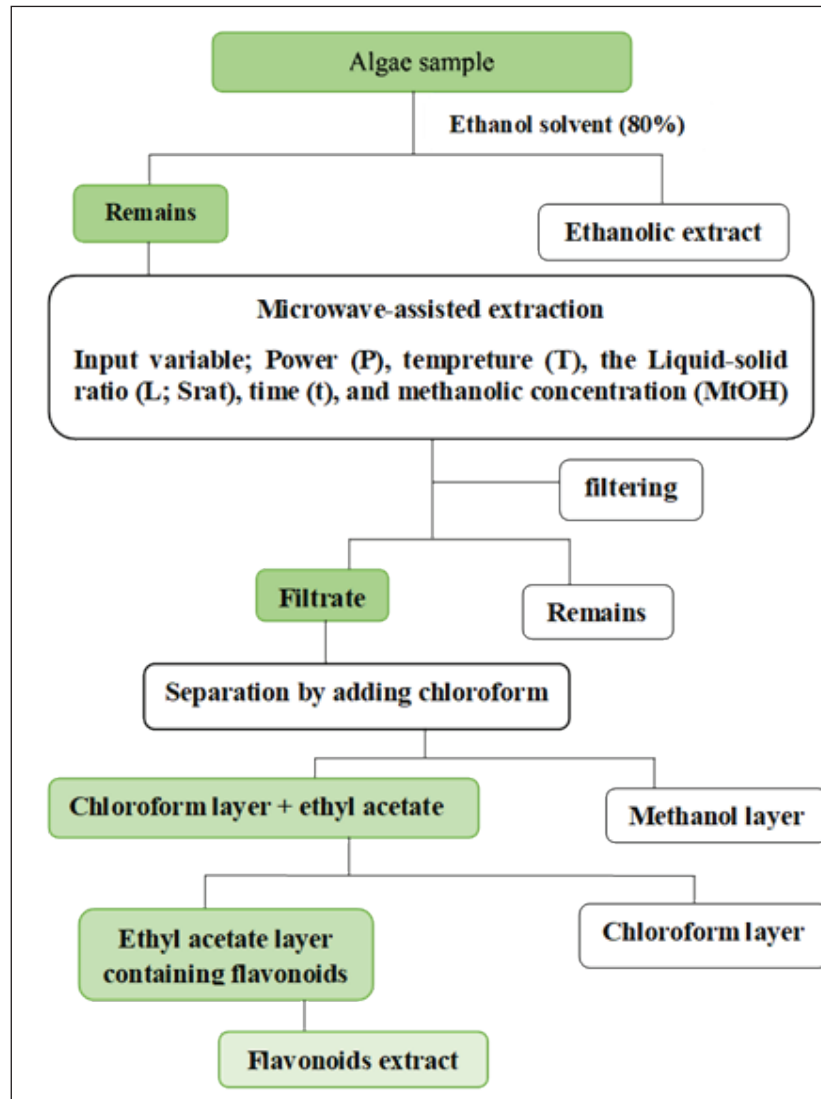 Algae sample
Ethanol solvent (80%)
Remains
Ethanolic extract
Microwave-assisted extraction
Input variable; Power (P), tempreture (T), the Liquid-solid
ratio (L; Srat), time (t), and methanolic concentration (MtOH)
filtering
Filtrate
Remains
Separation by adding chloroform
Chloroform layer + ethyl acetate
Methanol layer
Ethyl acetate layer
containing flavonoids
Chloroform layer
Flavonoids extract